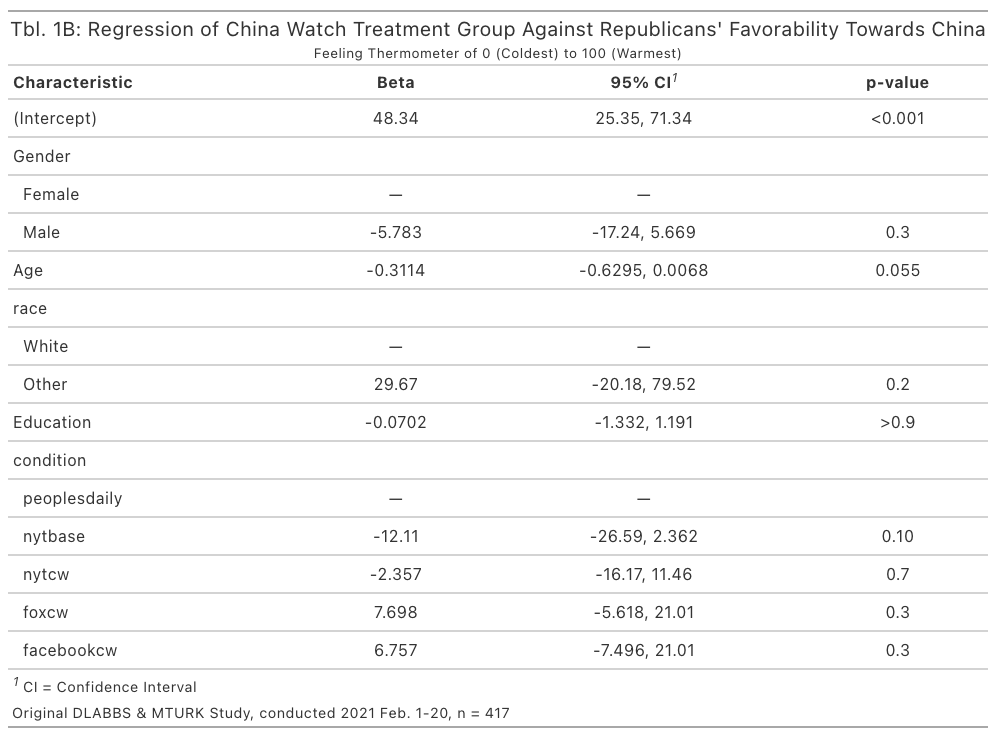 Tbl. 1B: Regression of China Watch Treatment Group Against Republicans' Favorability Towards China
Feeling Thermometer of 0 (Coldest) to 100 (Warmest)
Characteristic Beta 95% CI1 p-value
(Intercept) 48.34 25.35, 71.34 <0.001
Gender
Female — —
Male -5.783 -17.24, 5.669 0.3
Age -0.3114 -0.6295, 0.0068 0.055
race
White — —
Other 29.67 -20.18, 79.52 0.2
Education -0.0702 -1.332, 1.191 >0.9
condition
peoplesdaily — —
nytbase -12.11 -26.59, 2.362 0.10
nytcw -2.357 -16.17, 11.46 0.7
foxcw 7.698 -5.618, 21.01 0.3
facebookcw 6.757 -7.496, 21.01 0.3
1 CI = Confidence Interval
Original DLABBS & MTURK Study, conducted 2021 Feb. 1-20, n = 417